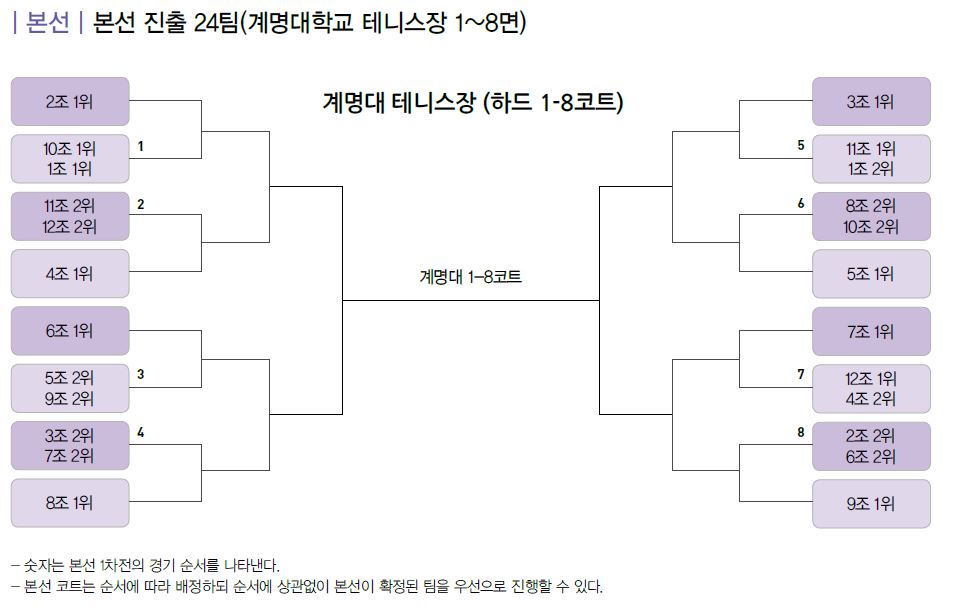 | 본선 | 본선 진출 24팀(계명대학교 테니스장 1~8면)
계명대 테니스장 (하드 1-8코트)
2조 1위
10조 1위
1조 1위
1
11조 2위
12조 2위
2
4조 1위
6조 1위
5조 2위
9조 2위
3
3조 2위
7조 2위
4
8조 1위
계명대 1-8코트
3조 1위
5
11조 1위
1조 2위
6
8조 2위
10조 2위
5조 1위
7조 1위
7
12조 1위
4조 2위
8
2조 2위
6조 2위
9조 1위
- 숫자는 본선 1차전의 경기 순서를 나타낸다.
- 본선 코트는 순서에 따라 배정하되 순서에 상관없이 본선이 확정된 팀을 우선으로 진행할 수 있다.